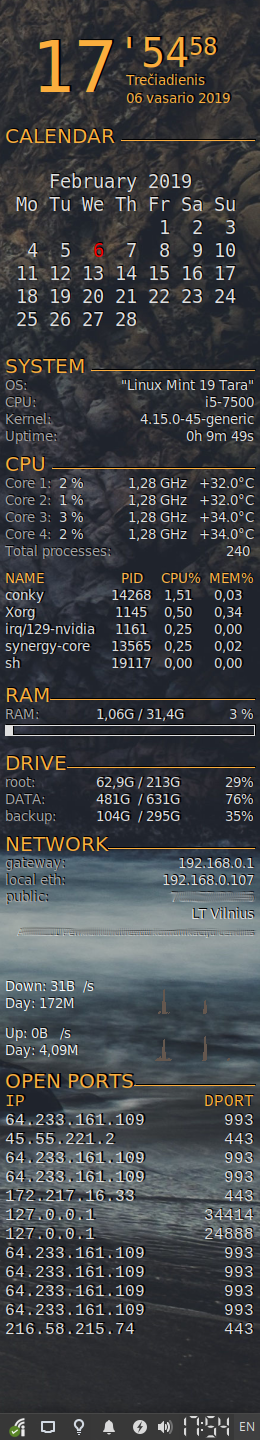 17 ' 54 58
Trečiadienis
06 vasario 2019
CALENDAR
February 2019
Mo Tu We Th Fr Sa Su
1 2 3
4 5 6 7 8 9 10
11 12 13 14 15 16 17
18 19 20 21 22 23 24
25 26 27 28
SYSTEM
OS: "Linux Mint 19 Tara"
CPU: i5-7500
Kernel: 4.15.0-45-generic
Uptime: 0h 9m 49s
CPU
Core 1: 2 % 1,28 GHz +32.0°C
Core 2: 1 % 1,28 GHz +32.0°C
Core 3: 3 % 1,28 GHz +34.0°C
Core 4: 2 % 1,28 GHz +34.0°C
Total processes: 240
NAME PID CPU% MEM%
conky 14268 1,51 0,03
Xorg 1145 0,50 0,34
irq/129-nvidia 1161 0,25 0,00
synergy-core 13565 0,25 0,02
sh 19117 0,00 0,00
RAM
RAM: 1,06G / 31,4G 3 %
DRIVE
root: 62,9G / 213G 29%
DATA: 481G / 631G 76%
backup: 104G / 295G 35%
NETWORK
gateway: 192.168.0.1
local eth: 192.168.0.107
public:
LT Vilnius
Down: 31B /s
Day: 172M
Up: 0B /s
Day: 4,09M
OPEN PORTS
IP DPORT
64.233.161.109 993
45.55.221.2 443
64.233.161.109 993
64.233.161.109 993
172.217.16.33 443
127.0.0.1 34414
127.0.0.1 24888
64.233.161.109 993
64.233.161.109 993
64.233.161.109 993
64.233.161.109 993
216.58.215.74 443
17:54 EN